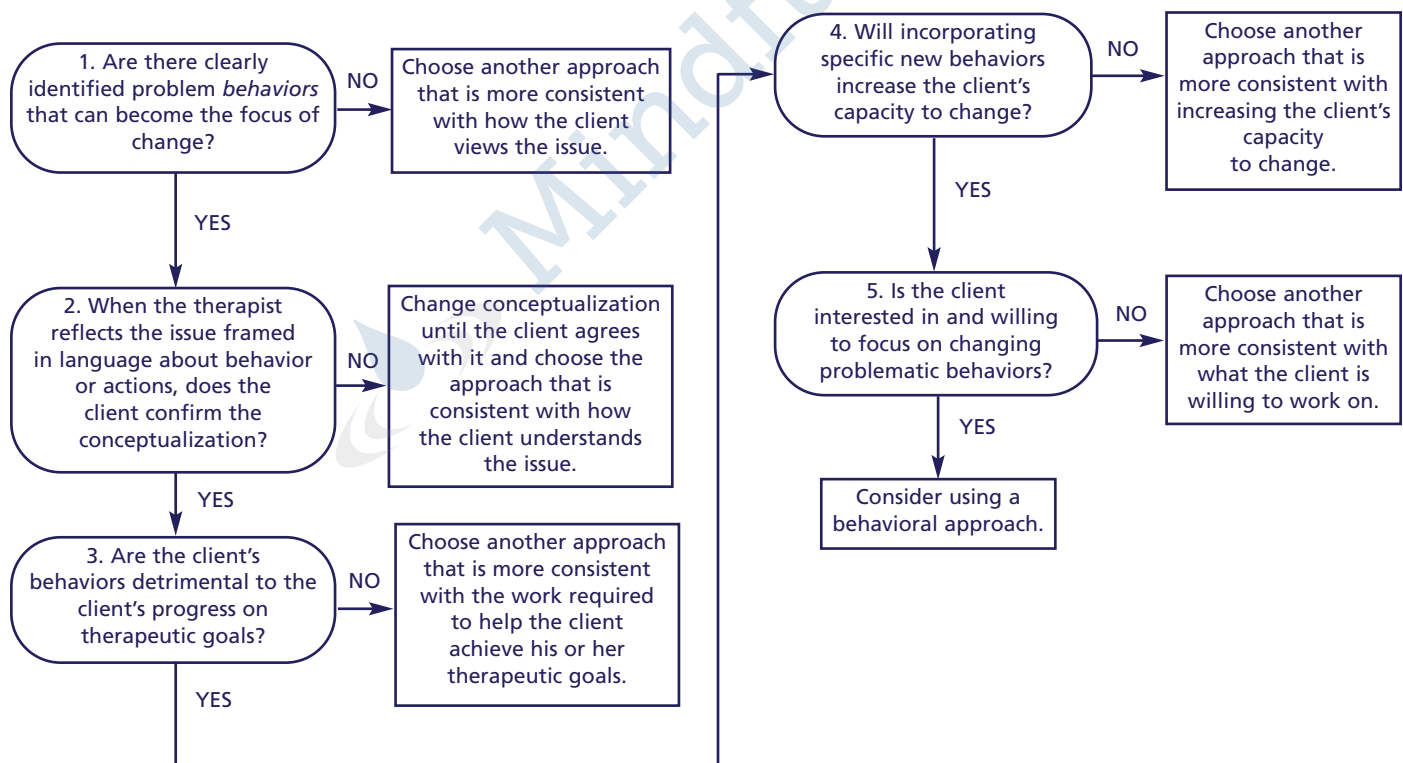 1. Are there clearly
identified problem behaviors
that can become the focus of
change?
NO
Choose another approach
that is more consistent
with how the client
views the issue.
YES
2. When the therapist
reflects the issue framed
in language about behavior
or actions, does the
client confirm the
conceptualization?
NO
Change conceptualization
until the client agrees
with it and choose the
approach that is
consistent with how
the client understands
the issue.
YES
3. Are the client's
behaviors detrimental to the
client's progress on
therapeutic goals?
NO
Choose another approach
that is more consistent
with the work required
to help the client
achieve his or her
therapeutic goals.
YES
4. Will incorporating
specific new behaviors
increase the client's
capacity to change?
NO
Choose another
approach that is
more consistent with
increasing the client's
capacity
to change.
YES
5. Is the client
interested in and willing
to focus on changing
problematic behaviors?
NO
Choose another
approach that is
more consistent with
what the client is
willing to work on.
YES
Consider using a
behavioral approach.